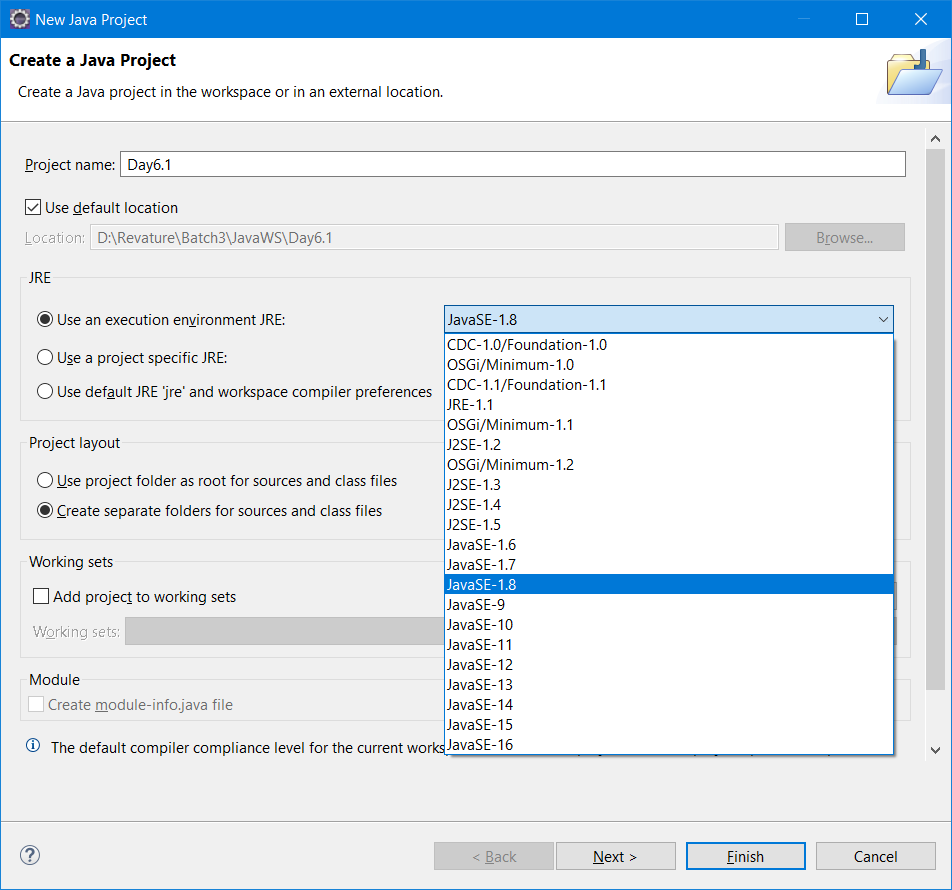 New Java Project
Create a Java Project
Create a Java project in the workspace or in an external location.
Project name: Day6.1
Use default location
Location: D:\Revature\Batch3\JavaWS\Day6.1 Browse...
JRE
Use an execution environment JRE: JavaSE-1.8
Use a project specific JRE:
Use default JRE 'jre' and workspace compiler preferences
CDC-1.0/Foundation-1.0
OSGi/Minimum-1.0
CDC-1.1/Foundation-1.1
JRE-1.1
OSGi/Minimum-1.1
J2SE-1.2
OSGi/Minimum-1.2
J2SE-1.3
J2SE-1.4
J2SE-1.5
JavaSE-1.6
JavaSE-1.7
JavaSE-1.8
JavaSE-9
JavaSE-10
JavaSE-11
JavaSE-12
JavaSE-13
JavaSE-14
JavaSE-15
JavaSE-16
Project layout
Use project folder as root for sources and class files
Create separate folders for sources and class files
Working sets
Add project to working sets
Working sets:
Module
Create module-info.java file
The default compiler compliance level for the current works
< Back Next > Finish Cancel